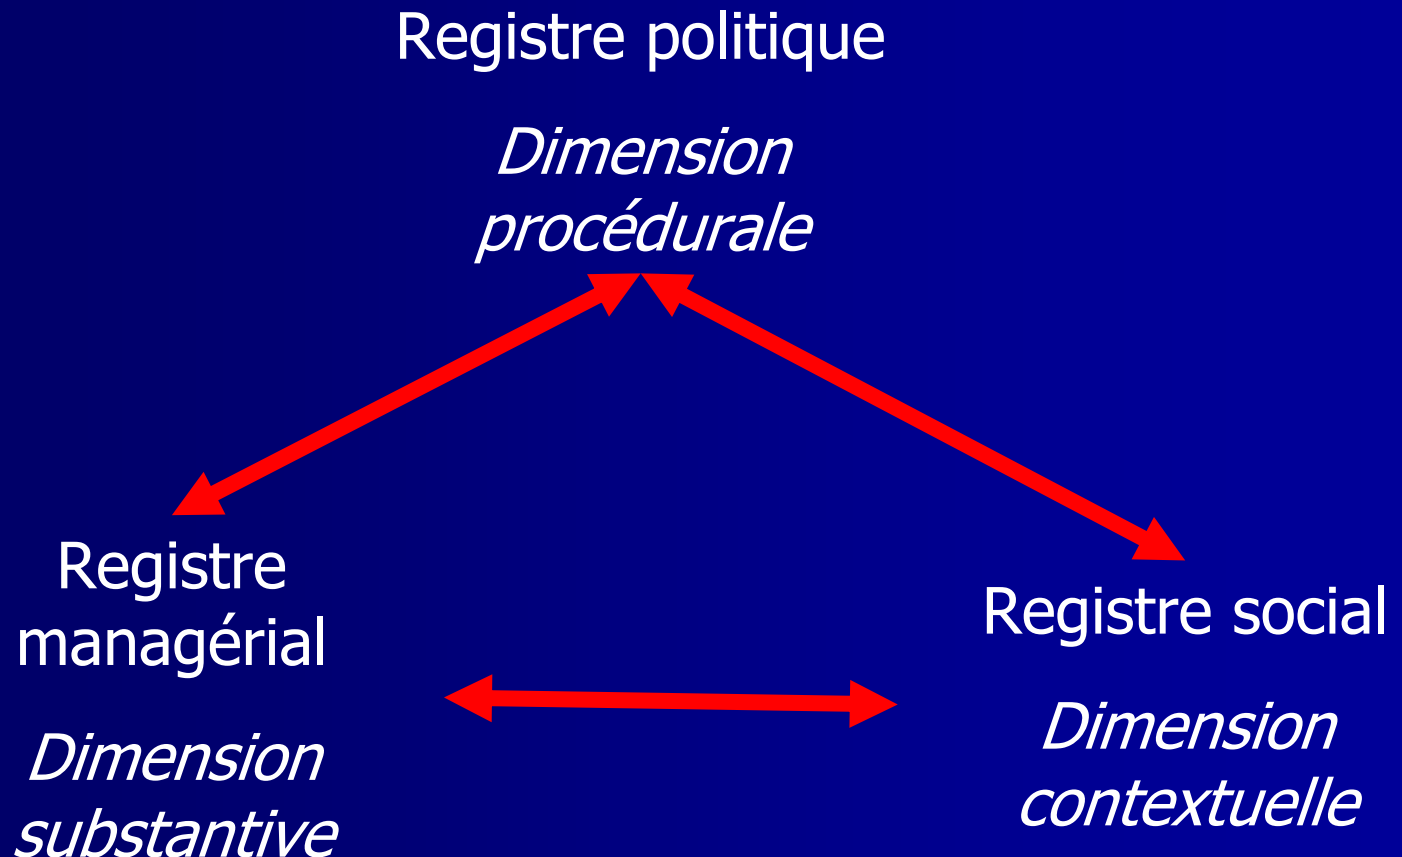 Registre politique
Dimension
procédurale
Registre
managérial
Dimension
substantive
Registre social
Dimension
contextuelle